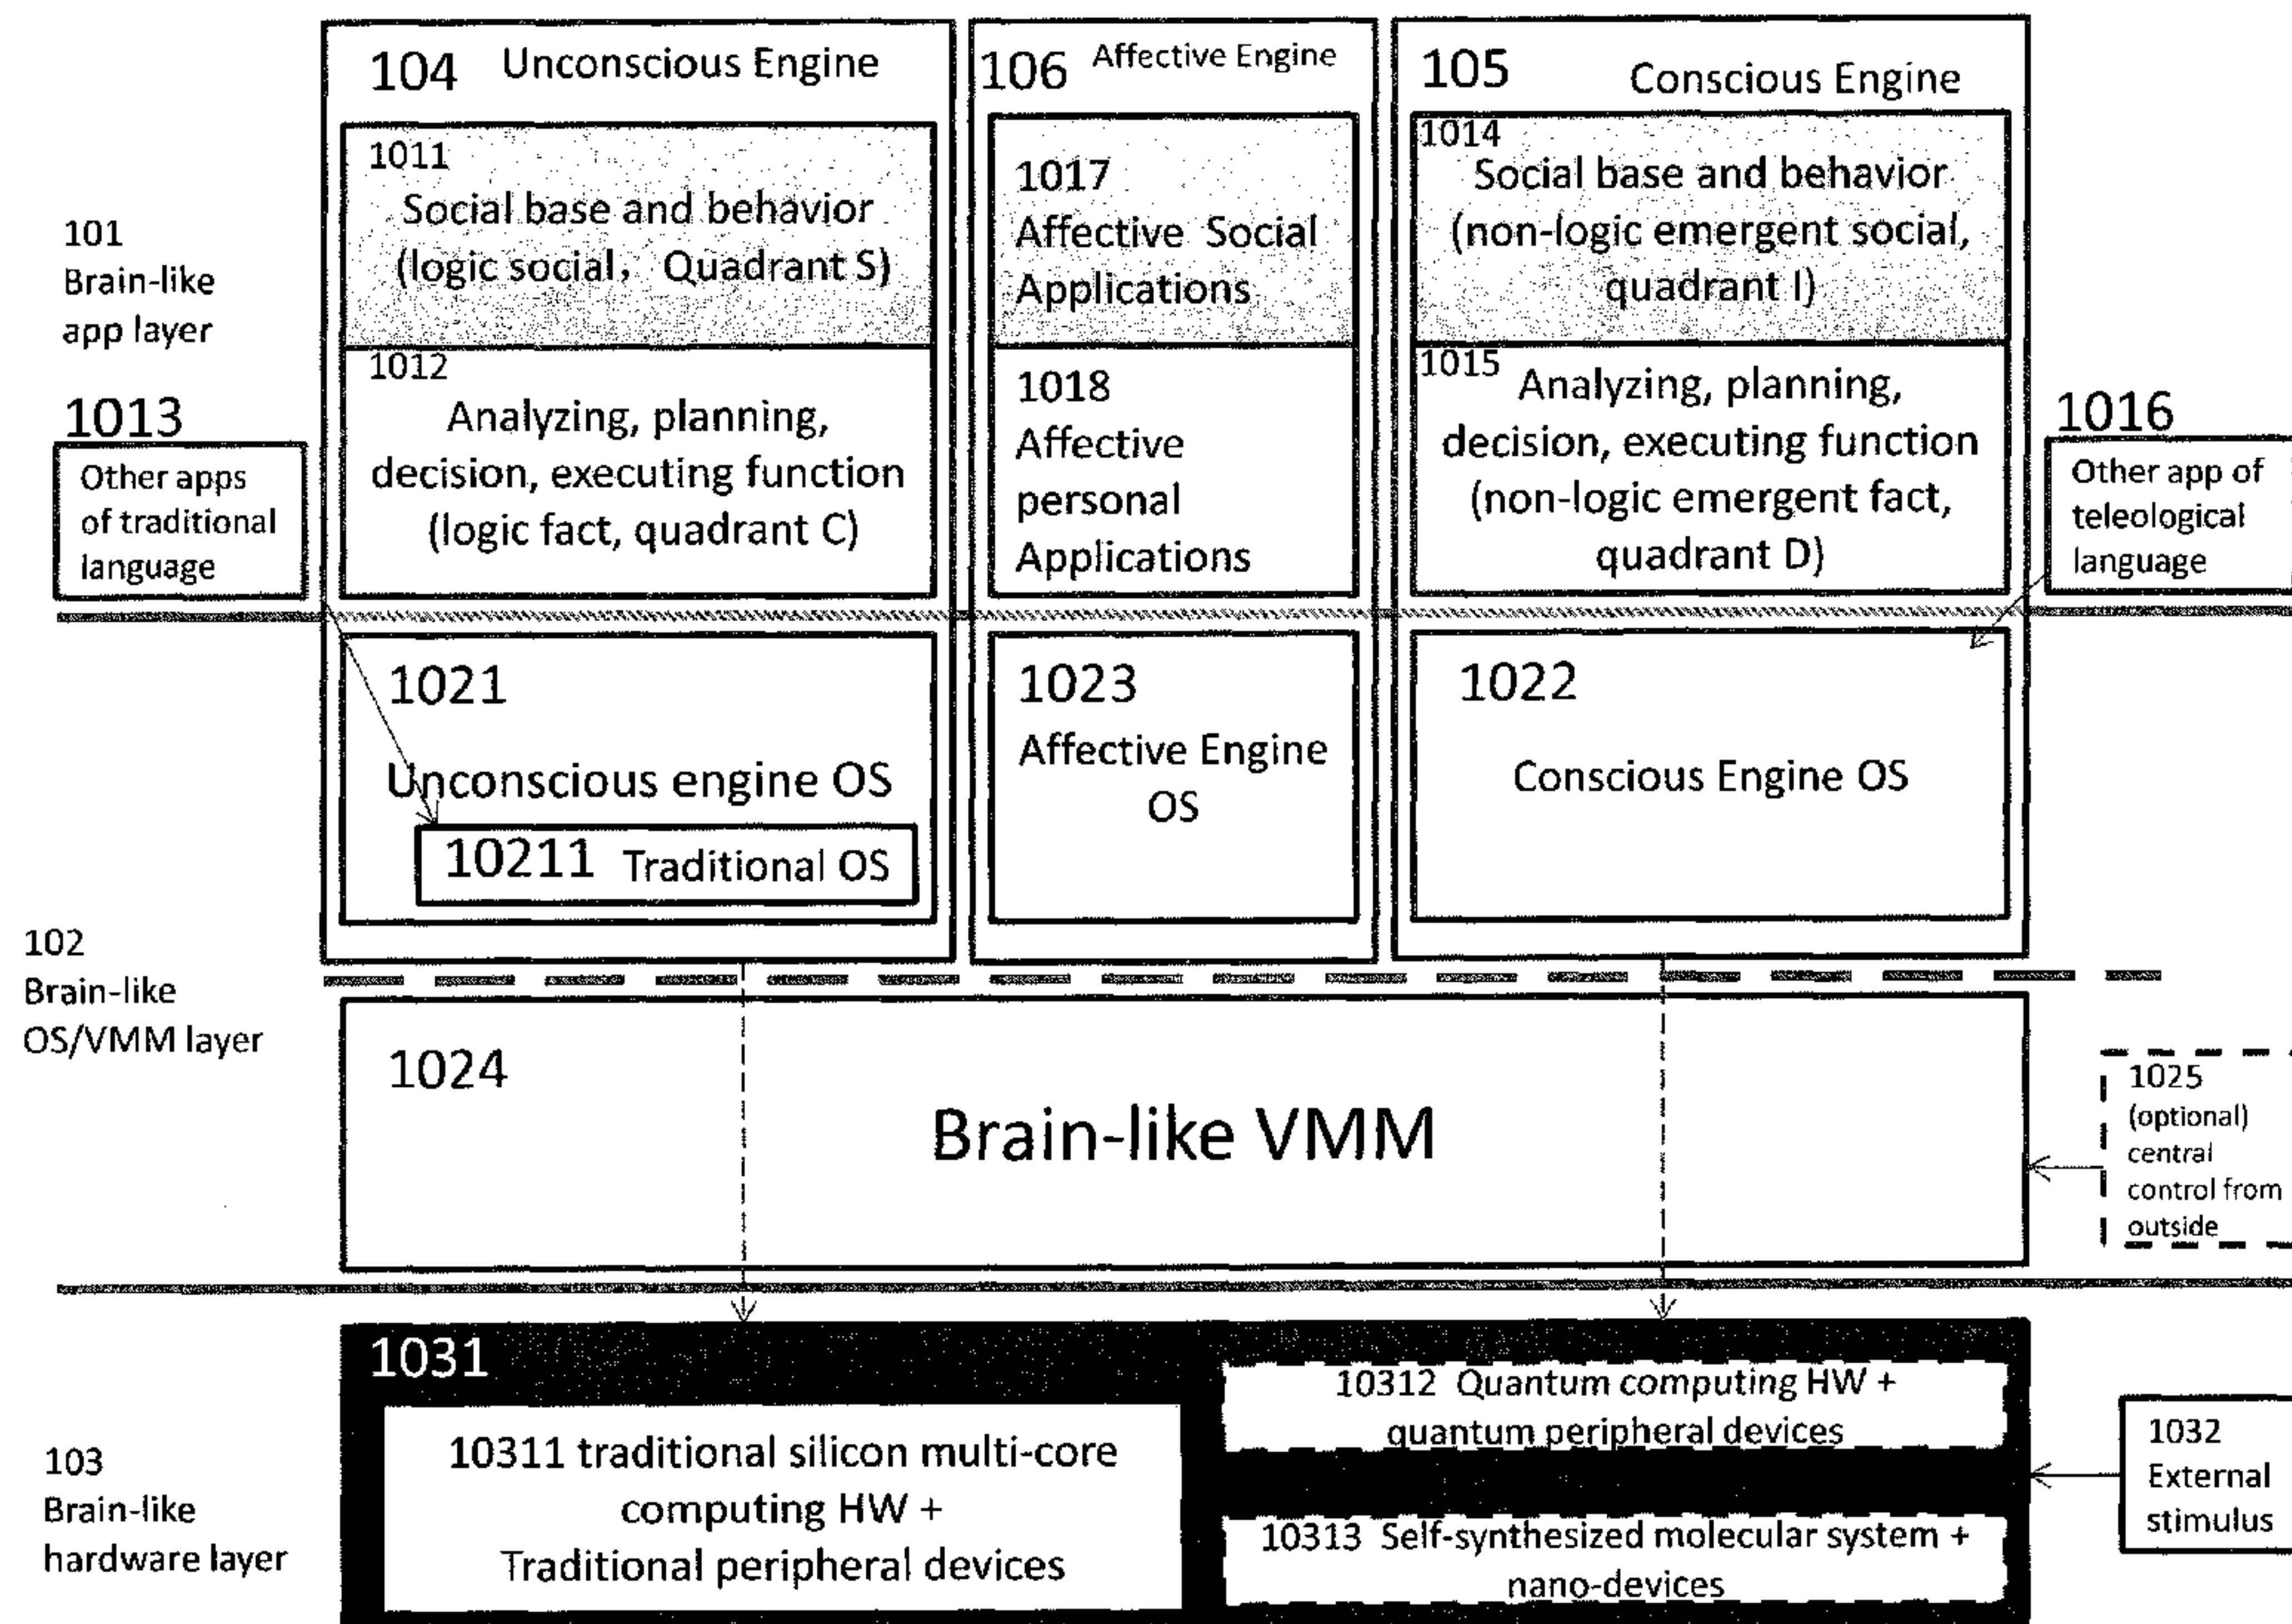 104 Unconscious Engine
1011
Social base and behavior
(logic social, Quadrant S)
1012
Analyzing, planning,
decision, executing function
(logic fact, quadrant C)
106 Affective Engine
1017
Affective Social
Applications
1018
Affective
personal
Applications
105 Conscious Engine
1014
Social base and behavior
(non-logic emergent social,
quadrant I)
1015 Analyzing, planning,
decision, executing function
(non-logic emergent fact,
quadrant D)
101
Brain-like
app layer
1013
Other apps
of traditional
language
1016
Other app of
teleological
language
1021
Unconscious engine OS
10211 Traditional OS
1023
Affective Engine
OS
1022
Conscious Engine OS
102
Brain-like
OS/VMM layer
1024
Brain-like VMM
1025
(optional)
central
control from
outside
103
Brain-like
hardware layer
1031
10311 traditional silicon multi-core
computing HW +
Traditional peripheral devices
10312 Quantum computing HW +
quantum peripheral devices
10313 Self-synthesized molecular system +
nano-devices
1032
External
stimulus